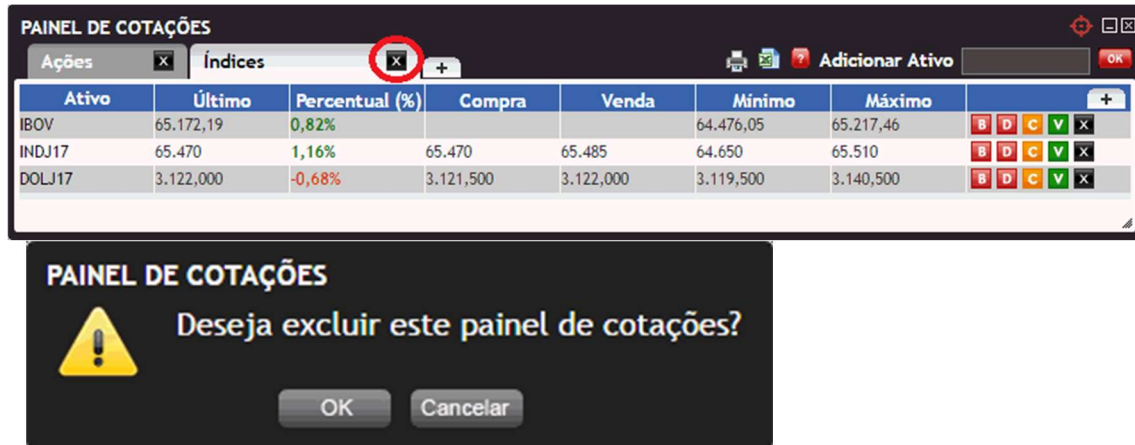 PAINEL DE COTAÇÕES
Ações X Índices X + ? Adicionar Ativo OK
Ativo Último Percentual (%) Compra Venda Mínimo Máximo +
IBOV 65.172,19 0,82% 64.476,05 65.217,46 B D C V X
INDJ17 65.470 1,16% 65.470 65.485 64.650 65.510 B D C V X
DOLJ17 3.122,000 -0,68% 3.121,500 3.122,000 3.119,500 3.140,500 B D C V X
PAINEL DE COTAÇÕES
Deseja excluir este painel de cotações?
OK Cancelar